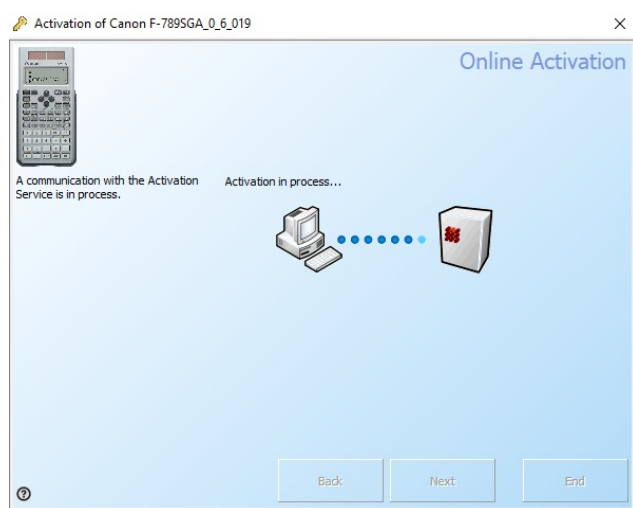 Activation of Canon F-789SGA_0_6_019
Online Activation
A communication with the Activation
Service is in process.
Activation in process...
Back
Next
End